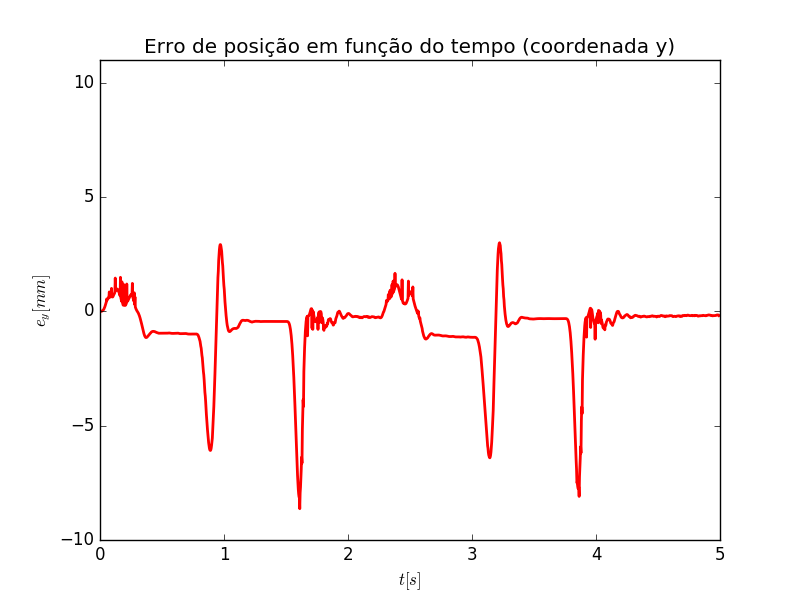 Erro de posição em função do tempo (coordenada y)
10
5
0
−5
−10
e_y[mm]
0 1 2 3 4 5
t[s]